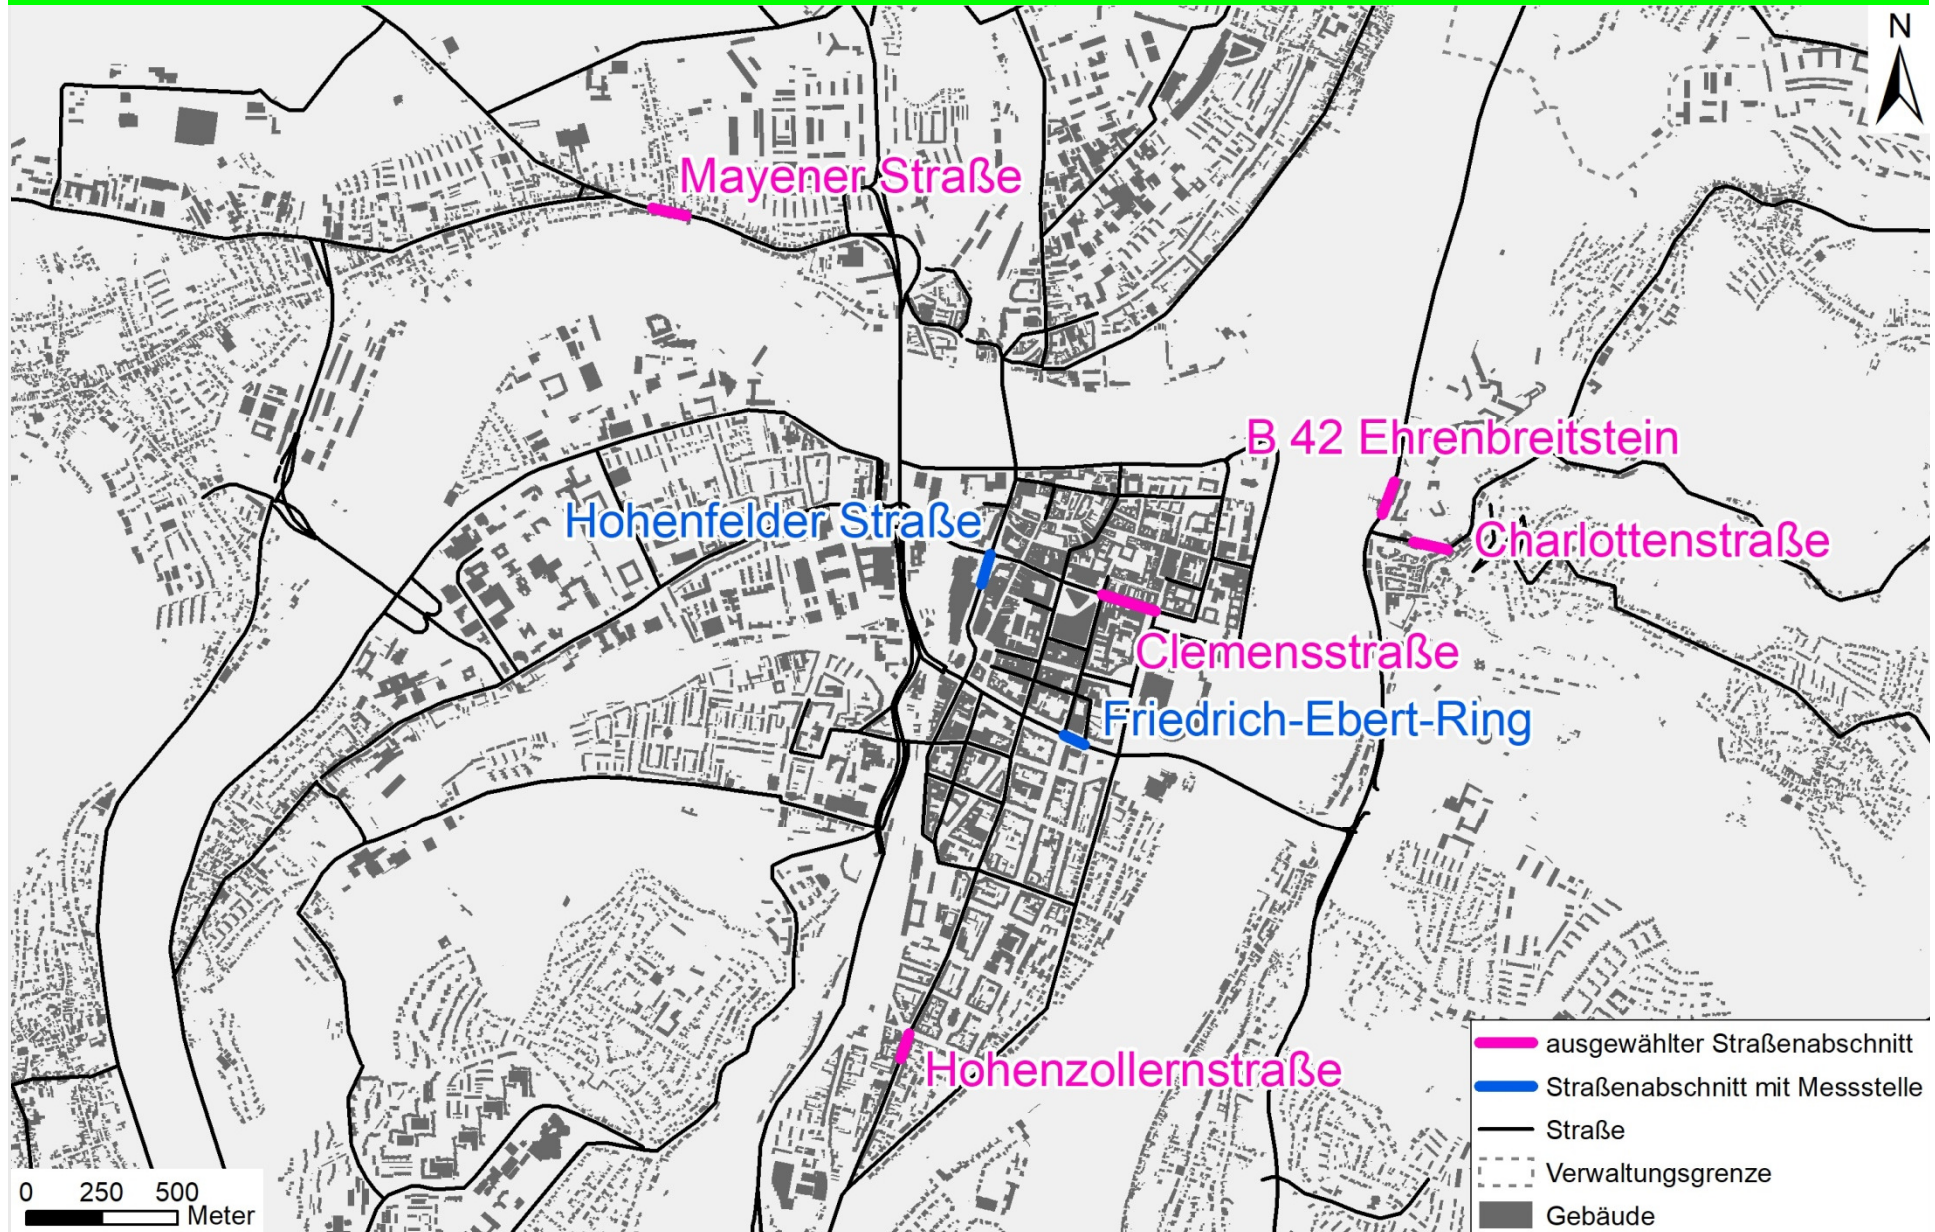 N
Mayener Straße
B 42 Ehrenbreitstein
Hohenfelder Straße
Charlottenstraße
Clemensstraße
Friedrich-Ebert-Ring
Hohenzollernstraße
ausgewählter Straßenabschnitt
Straßenabschnitt mit Messstelle
Straße
Verwaltungsgrenze
Gebäude
0 250 500
Meter